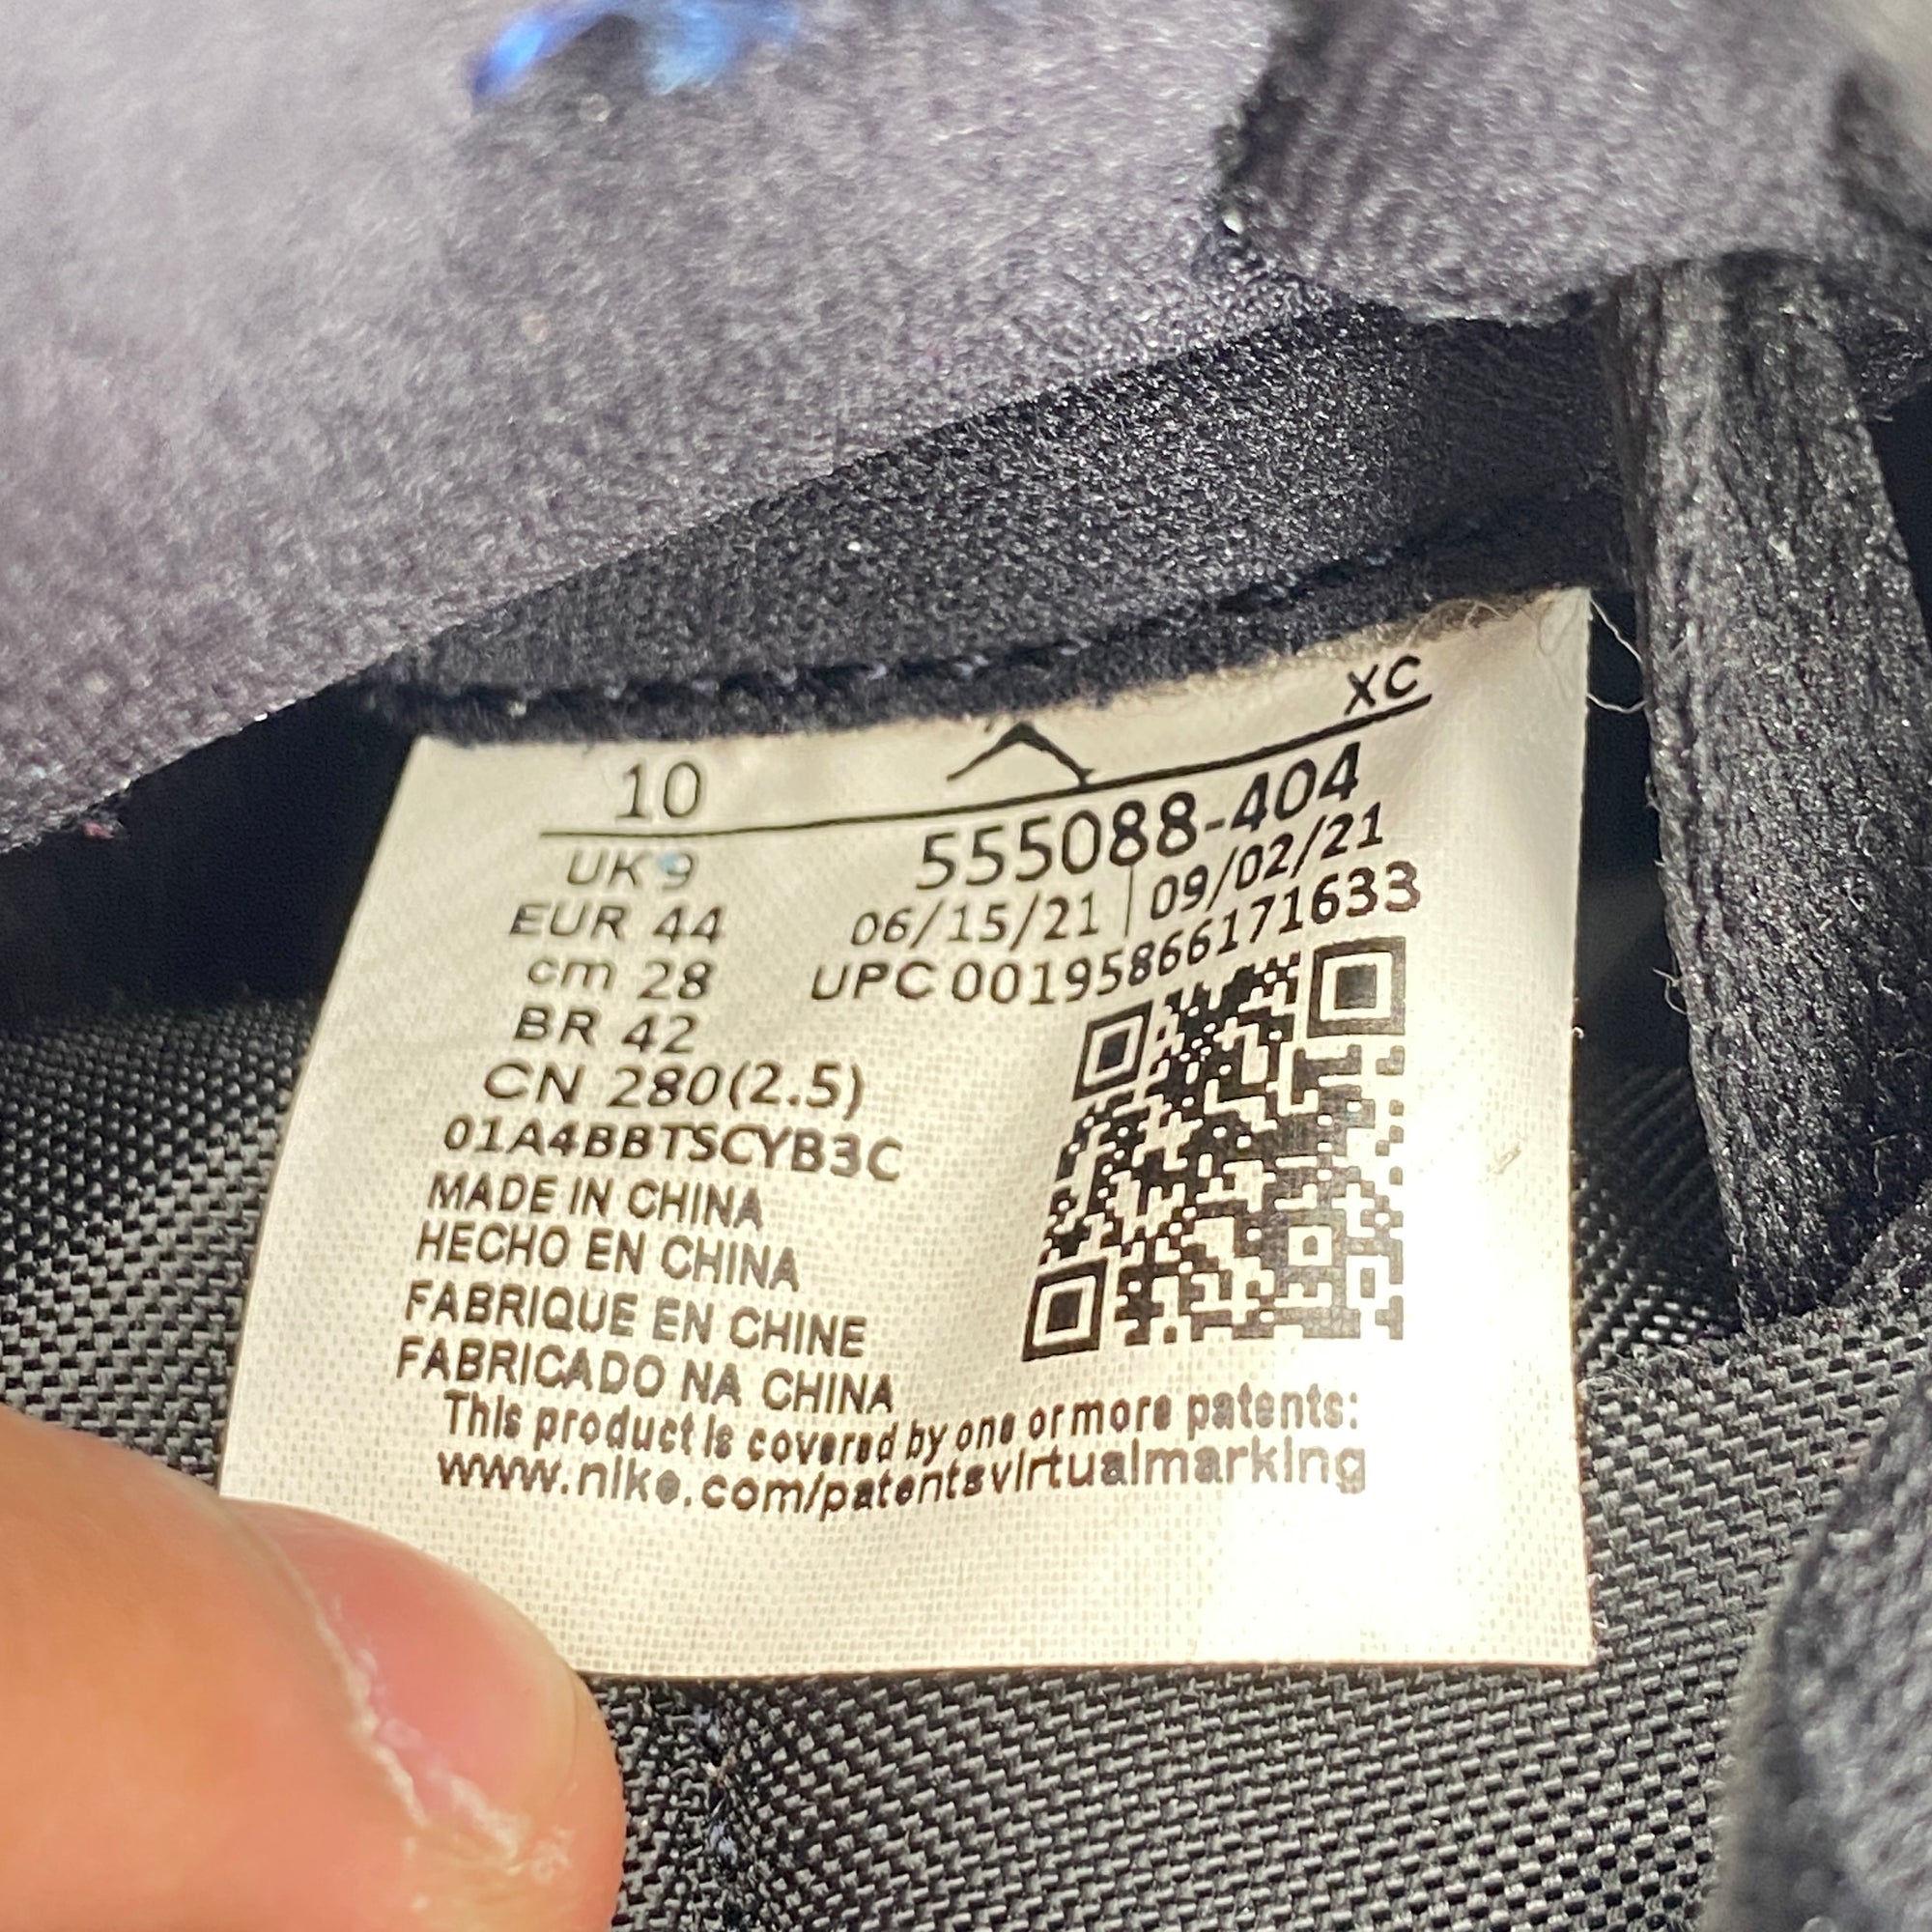 10
XC
UK 9
EUR 44
cm 28
BR 42
CN 280(2.5)
01A4BBTSCYB3C
555088-404
06/15/21 | 09/02/21
UPC 00195866171633
MADE IN CHINA
HECHO EN CHINA
FABRIQUE EN CHINE
FABRICADO NA CHINA
This product is covered by one or more patents:
www.nike.com/patentsvirtualmarking